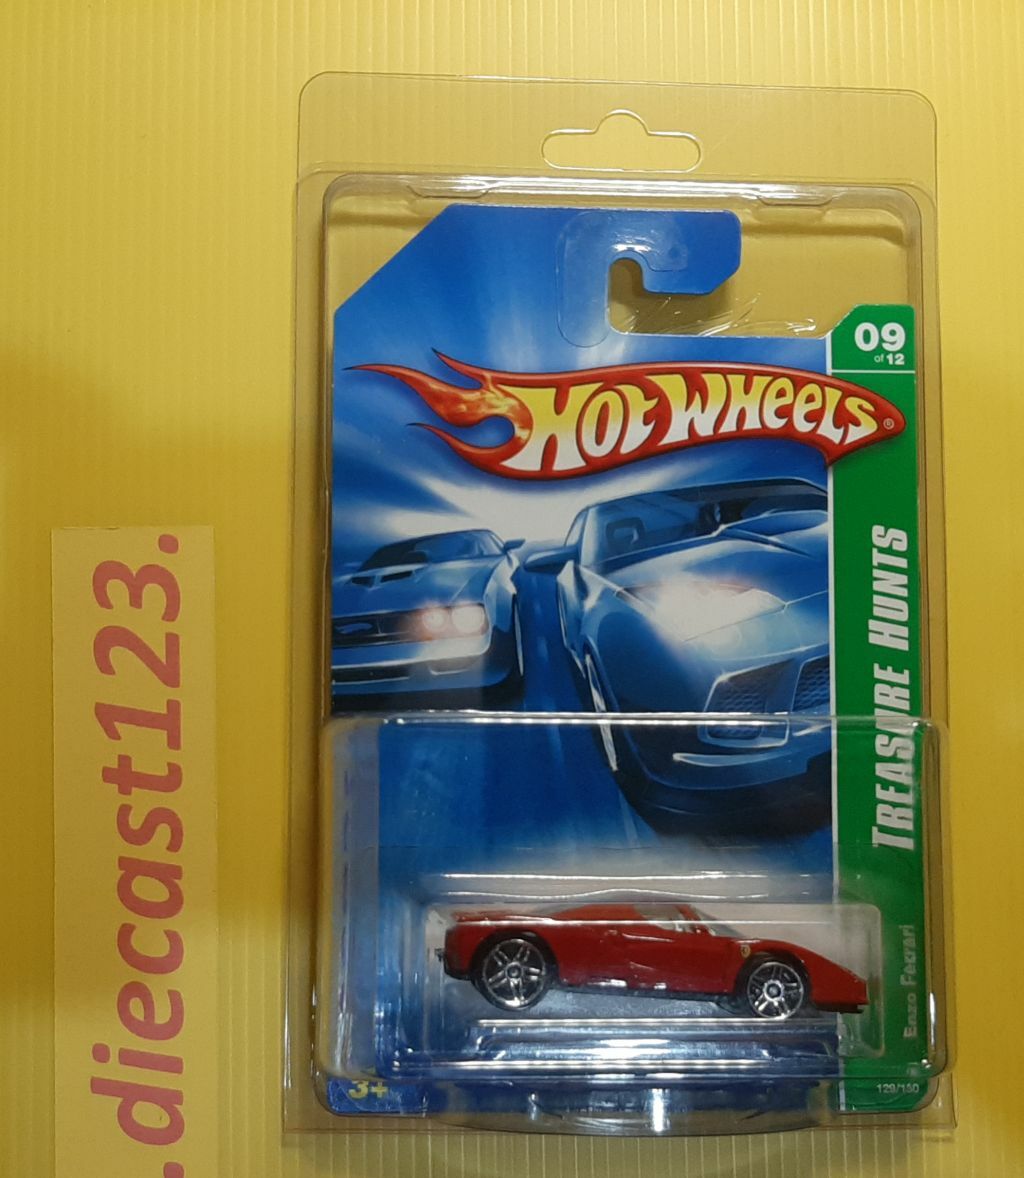 09
of 12
HOT WHEELS®
TREASURE HUNTS
Enzo Ferrari
129/180
3+
.diecast123.